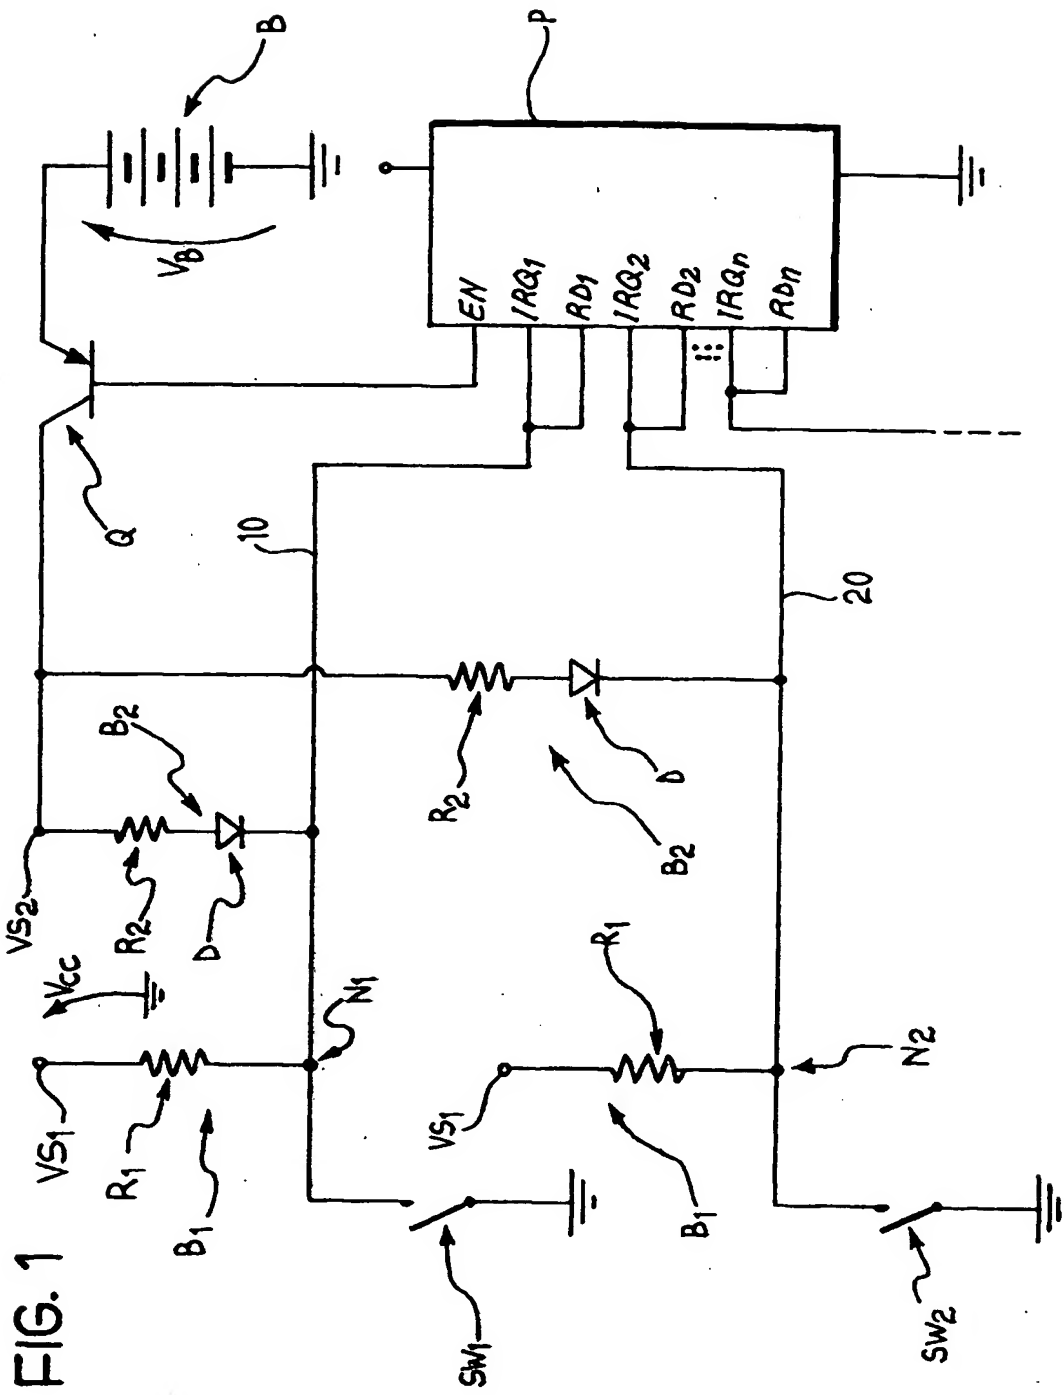 FIG. 1
B
P
VB
EN
IRQ1
RD1
IRQ2
RD2
IRQn
RDn
Q
10
20
B2
VS2
R2
D
R2
D
B2
VCC
VS1
R1
B1
N1
R1
VS1
B1
N2
SW1
SW2